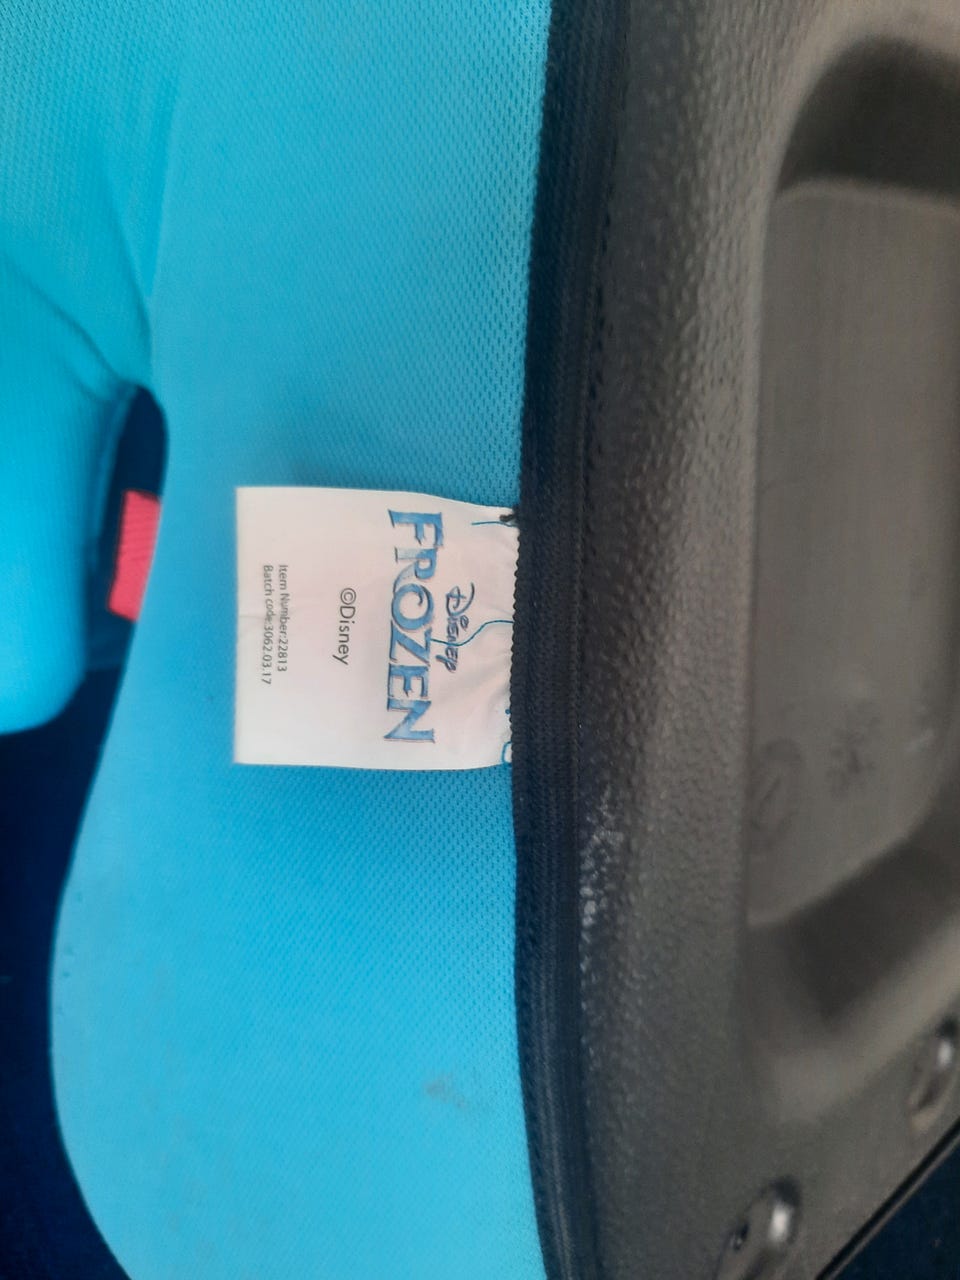 Disney
FROZEN
©Disney
Item Number:22813
Batch code:3062.03.17